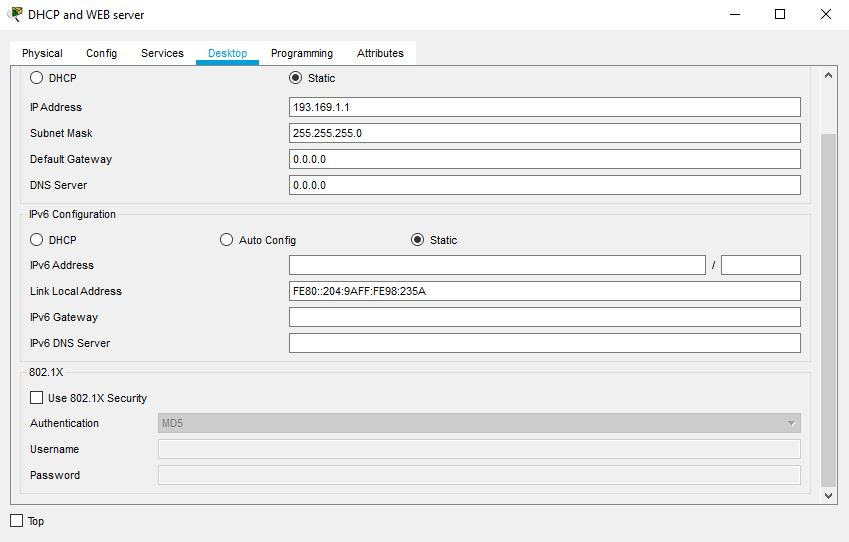 DHCP and WEB server
Physical Config Services Desktop Programming Attributes
DHCP Static
IP Address 193.169.1.1
Subnet Mask 255.255.255.0
Default Gateway 0.0.0.0
DNS Server 0.0.0.0
IPv6 Configuration
DHCP Auto Config Static
IPv6 Address /
Link Local Address FE80::204:9AFF:FE98:235A
IPv6 Gateway
IPv6 DNS Server
802.1X
Use 802.1X Security
Authentication MD5
Username
Password
Top